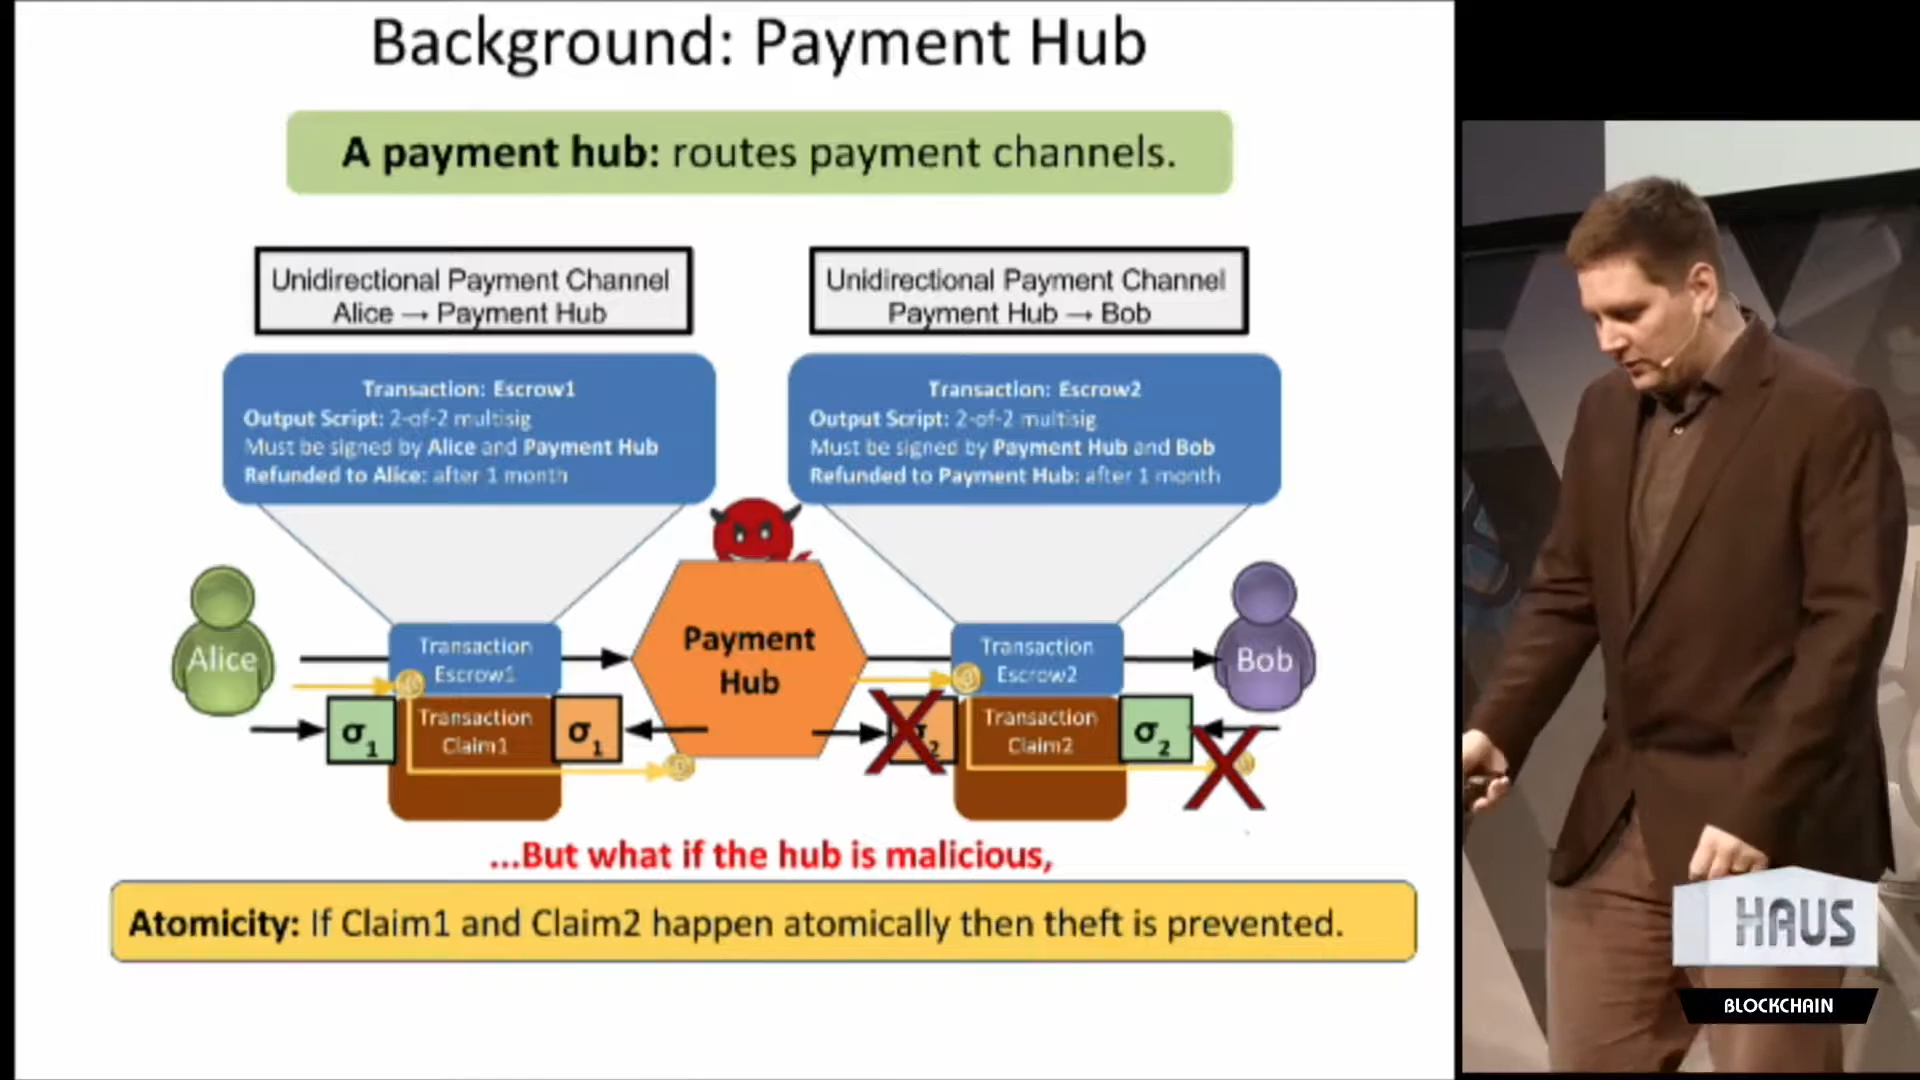 Background: Payment Hub
A payment hub: routes payment channels.
Unidirectional Payment Channel
Alice → Payment Hub
Unidirectional Payment Channel
Payment Hub → Bob
Transaction: Escrow1
Output Script: 2-of-2 multisig
Must be signed by Alice and Payment Hub
Refunded to Alice: after 1 month
Transaction: Escrow2
Output Script: 2-of-2 multisig
Must be signed by Payment Hub and Bob
Refunded to Payment Hub: after 1 month
Alice
Transaction
Escrow1
Payment
Hub
Transaction
Escrow2
Bob
σ1
Transaction
Claim1
σ1
2
Transaction
Claim2
σ2
...But what if the hub is malicious,
Atomicity: If Claim1 and Claim2 happen atomically then theft is prevented.
HAUS
BLOCKCHAIN